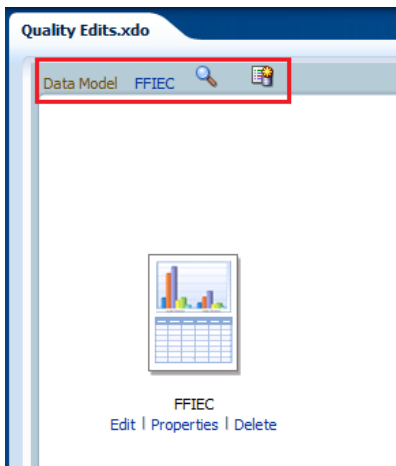 Quality Edits.xdo
Data Model FFIEC
FFIEC
Edit | Properties | Delete